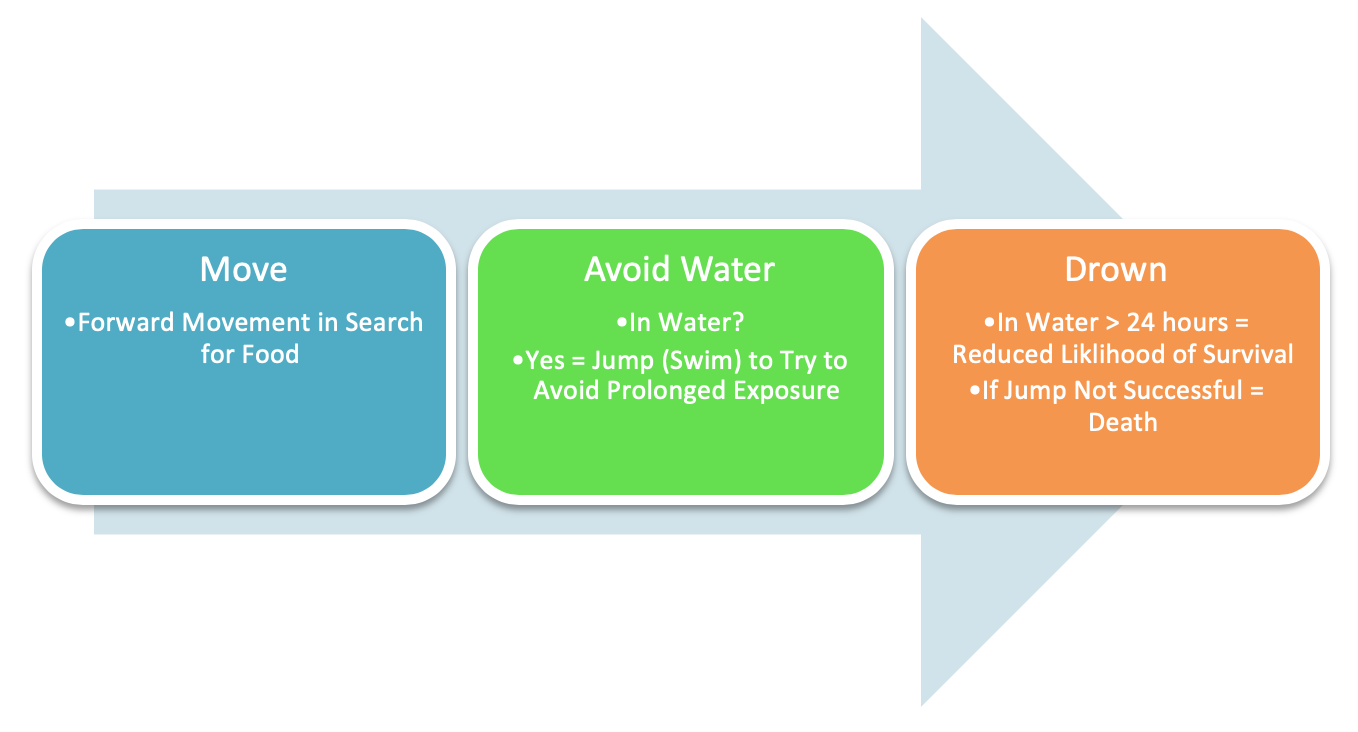 Move
•Forward Movement in Search
for Food
Avoid Water
•In Water?
•Yes = Jump (Swim) to Try to
Avoid Prolonged Exposure
Drown
•In Water > 24 hours =
Reduced Liklihood of Survival
•If Jump Not Successful =
Death